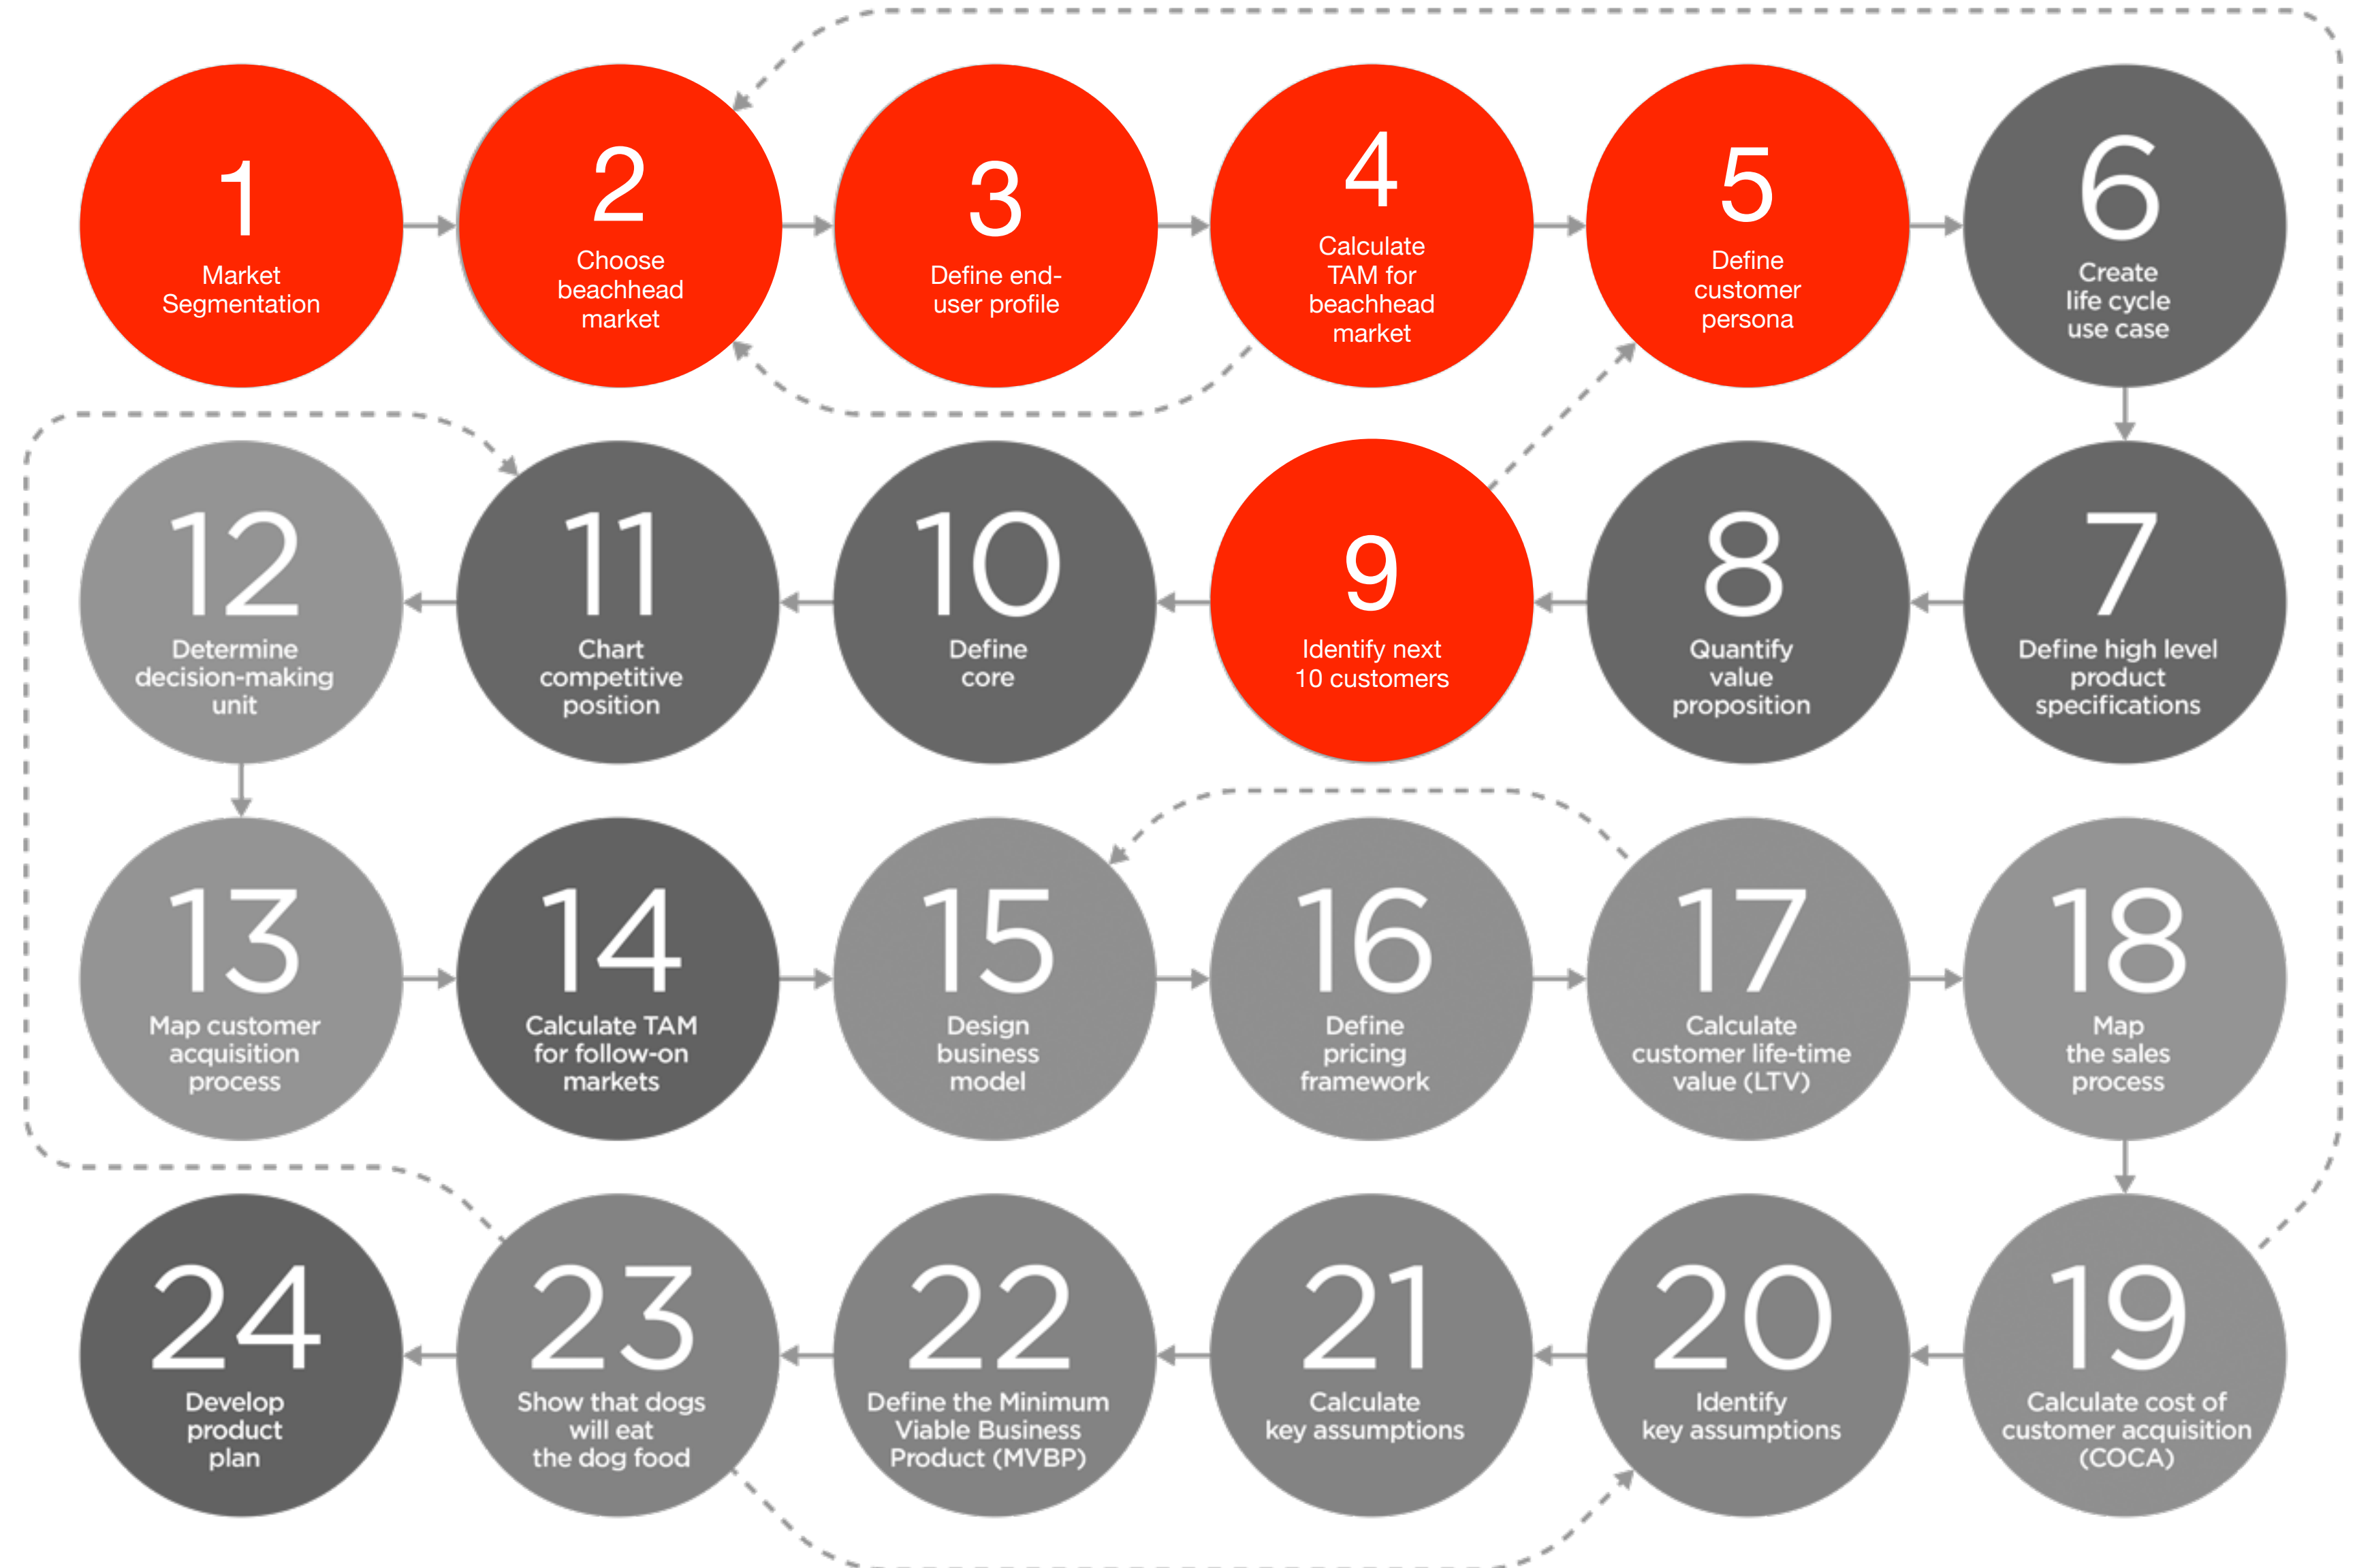 1
Market
Segmentation
2
Choose
beachhead
market
3
Define end-
user profile
4
Calculate
TAM for
beachhead
market
5
Define
customer
persona
6
Create
life cycle
use case
7
Define high level
product
specifications
8
Quantify
value
proposition
9
Identify next
10 customers
10
Define
core
11
Chart
competitive
position
12
Determine
decision-making
unit
13
Map customer
acquisition
process
14
Calculate TAM
for follow-on
markets
15
Design
business
model
16
Define
pricing
framework
17
Calculate
customer life-time
value (LTV)
18
Map
the sales
process
19
Calculate cost of
customer acquisition
(COCA)
20
Identify
key assumptions
21
Calculate
key assumptions
22
Define the Minimum
Viable Business
Product (MVBP)
23
Show that dogs
will eat
the dog food
24
Develop
product
plan